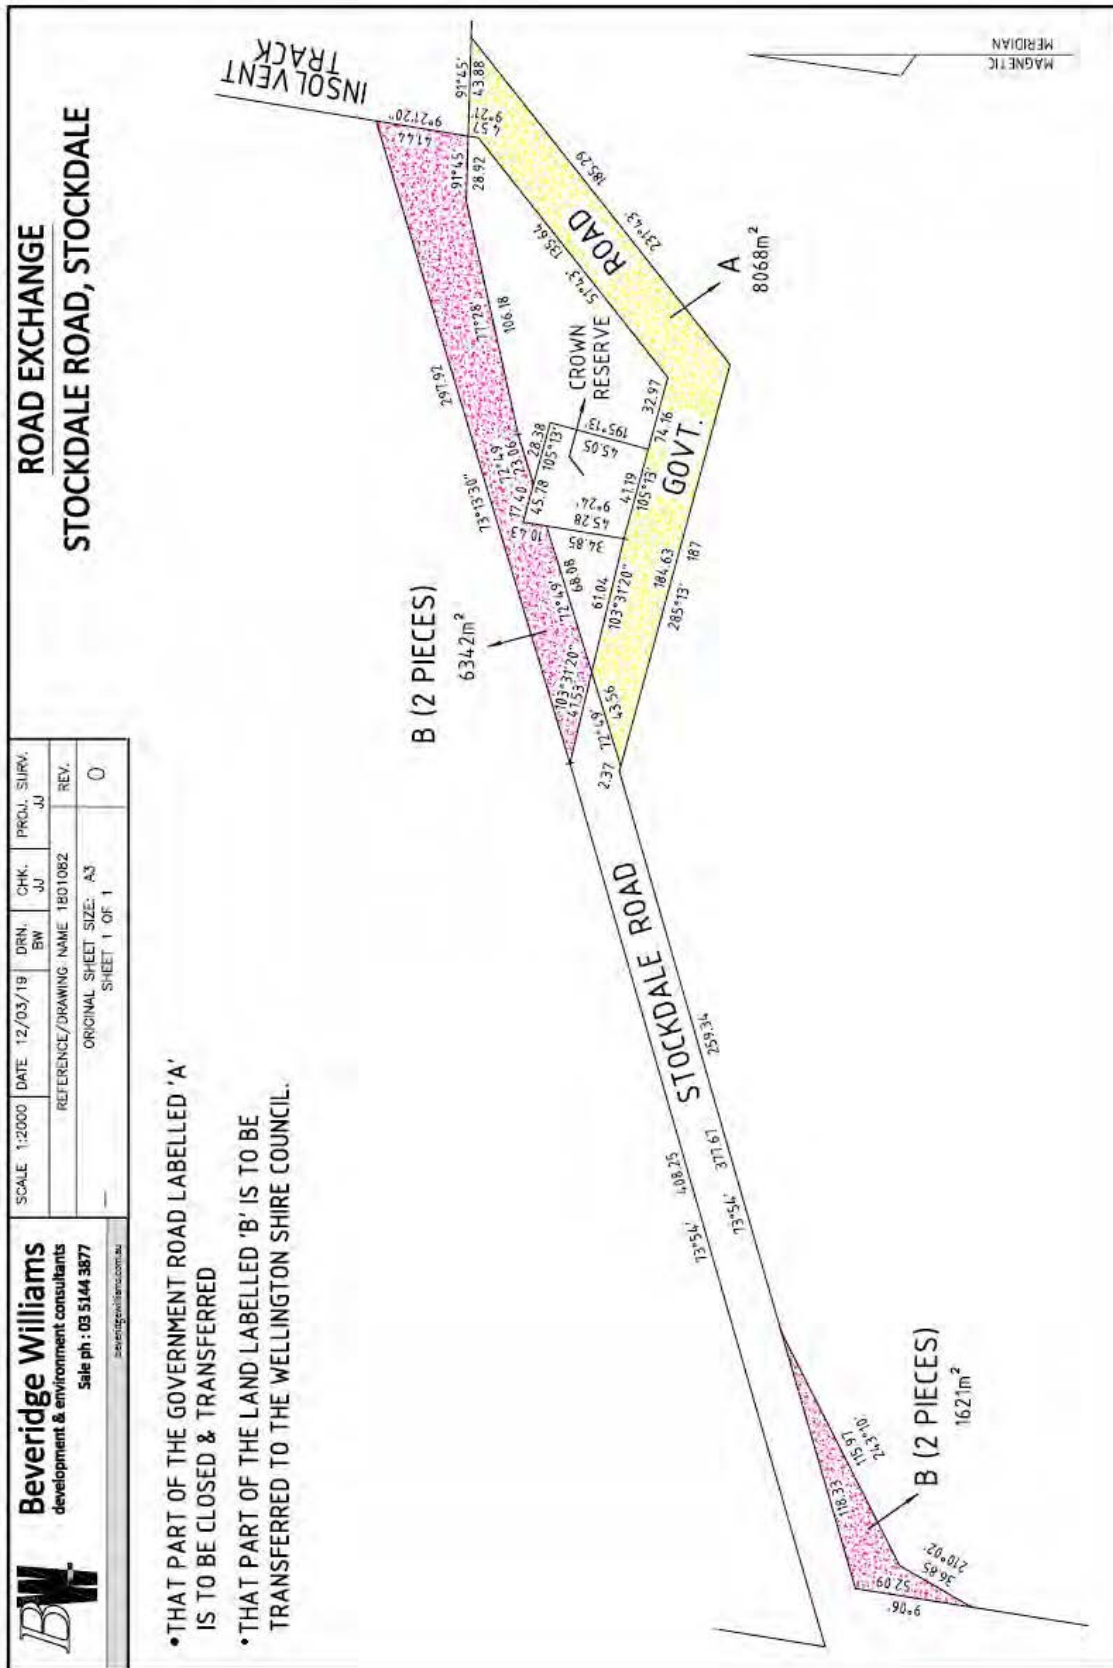 ROAD EXCHANGE
STOCKDALE ROAD, STOCKDALE
BW
Beveridge Williams
development & environment consultants
Sale ph : 03 5144 3877
beveridgewilliams.com.au
SCALE 1:2000
DATE 12/03/19
DRN. BW
CHK. JJ
PROJ. SURV. JJ
REFERENCE/DRAWING NAME 1801082
REV.
0
ORIGINAL SHEET SIZE: A3
SHEET 1 OF 1
•THAT PART OF THE GOVERNMENT ROAD LABELLED 'A'
IS TO BE CLOSED & TRANSFERRED
•THAT PART OF THE LAND LABELLED 'B' IS TO BE
TRANSFERRED TO THE WELLINGTON SHIRE COUNCIL.
INSOLVENT
TRACK
MAGNETIC
MERIDIAN
B (2 PIECES)
6342m²
A
8068m²
CROWN
RESERVE
GOVT.
ROAD
STOCKDALE ROAD
B (2 PIECES)
1621m²
9°21'20"
41.44
91°45'
43.88
9°21'
4.57
91°45'
28.92
297.92
73°13'30"
77°28'
106.18
72°49'
23.06
17.40
28.38
105°13'
45.78
10.43
195°13'
45.05
9°24'
45.28
34.85
72°49'
68.08
103°31'20"
41.53
61.04
103°31'20"
41.19
105°13'
74.16
32.97
51°43'
135.64
185.29
231°43'
184.63
187
285°13'
72°49'
43.56
2.37
73°54'
408.25
259.34
377.67
73°54'
118.33
115.97
243°10'
52.09
9°06'
36.85
210°02'